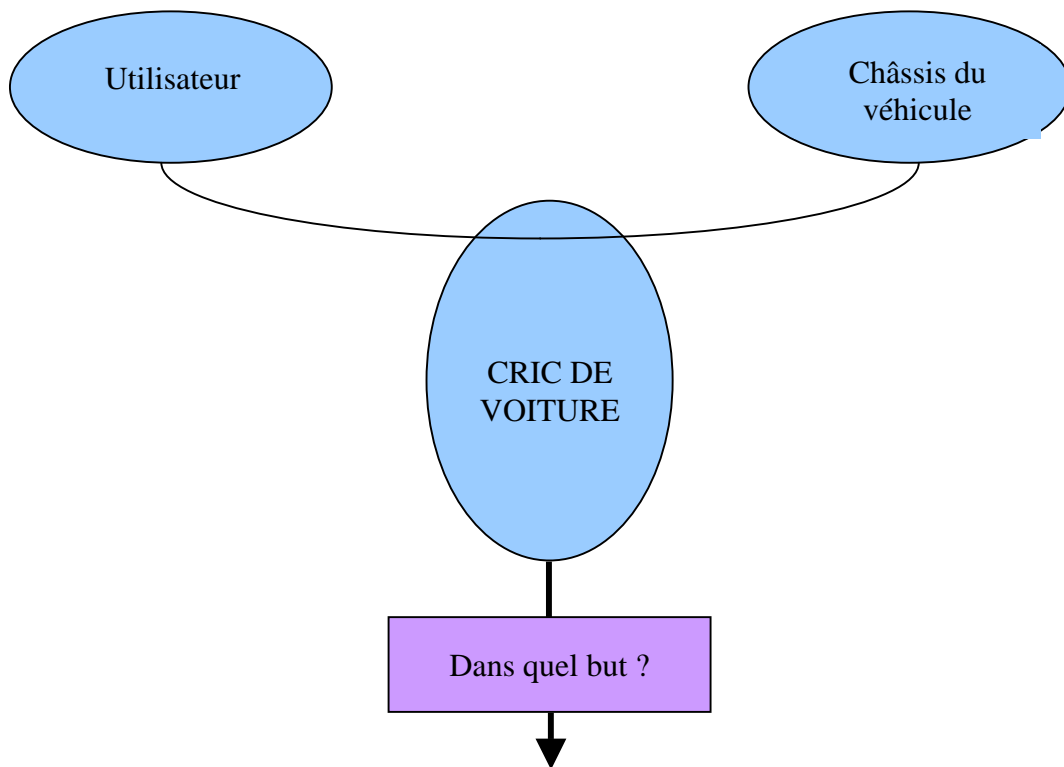 Utilisateur
Châssis du
véhicule
CRIC DE
VOITURE
Dans quel but ?